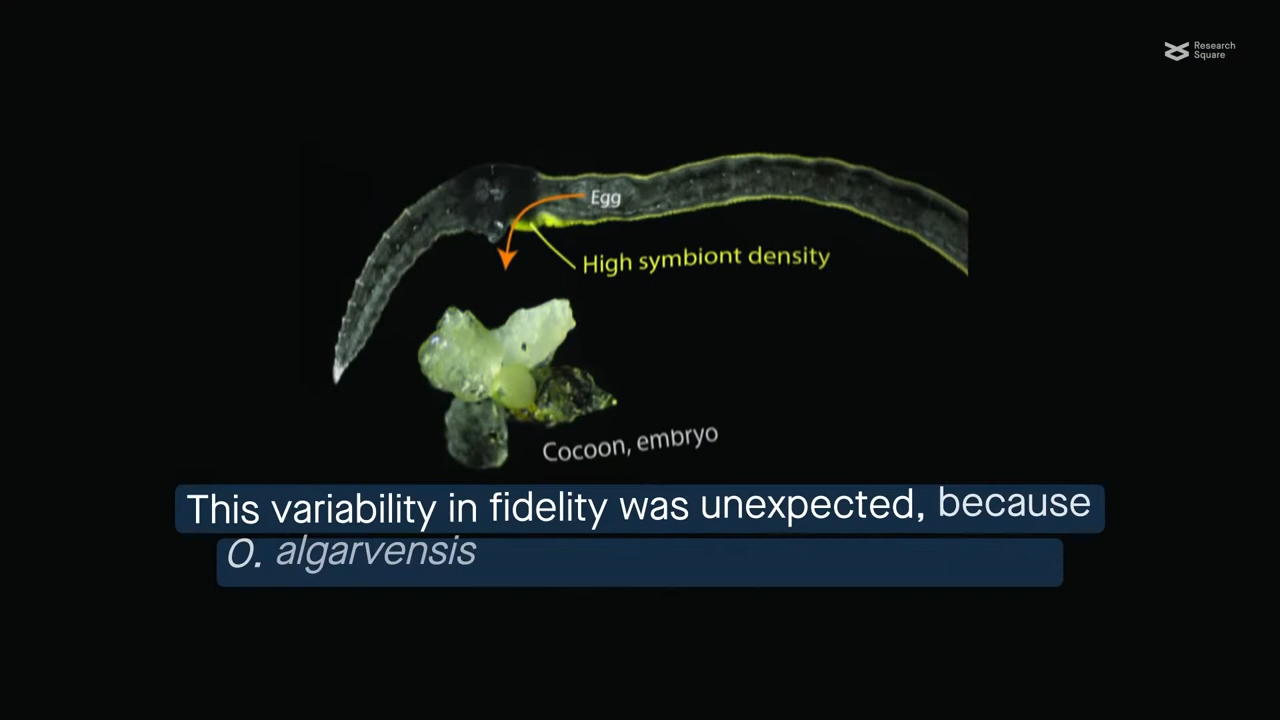 Research
Square
Egg
High symbiont density
Cocoon, embryo
This variability in fidelity was unexpected, because
O. algarvensis